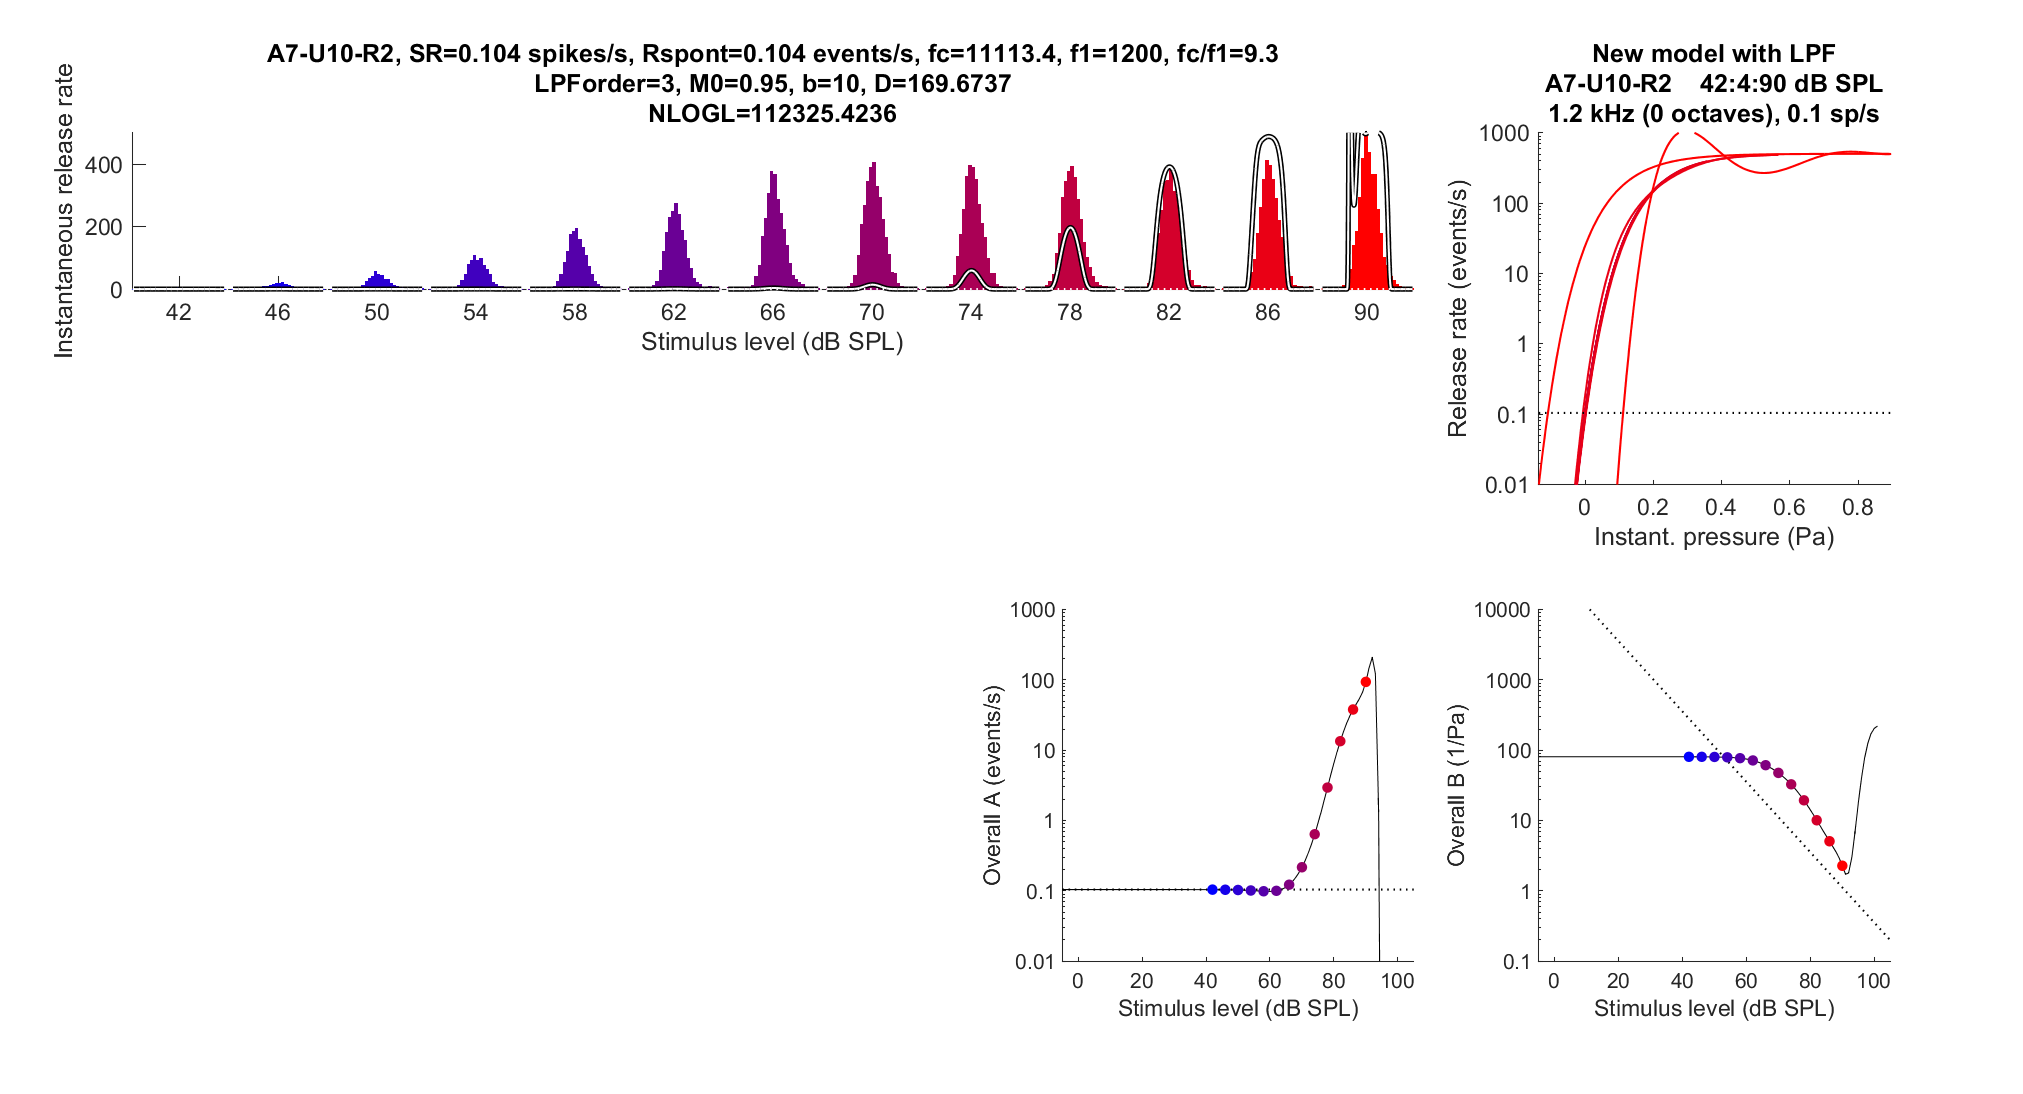 A7-U10-R2, SR=0.104 spikes/s, Rspont=0.104 events/s, fc=11113.4, f1=1200, fc/f1=9.3
LPForder=3, M0=0.95, b=10, D=169.6737
NLOGL=112325.4236
Instantaneous release rate
400
200
0
42 46 50 54 58 62 66 70 74 78 82 86 90
Stimulus level (dB SPL)
New model with LPF
A7-U10-R2 42:4:90 dB SPL
1.2 kHz (0 octaves), 0.1 sp/s
Release rate (events/s)
1000
100
10
1
0.1
0.01
0 0.2 0.4 0.6 0.8
Instant. pressure (Pa)
Overall A (events/s)
1000
100
10
1
0.1
0.01
0 20 40 60 80 100
Stimulus level (dB SPL)
Overall B (1/Pa)
10000
1000
100
10
1
0.1
0 20 40 60 80 100
Stimulus level (dB SPL)